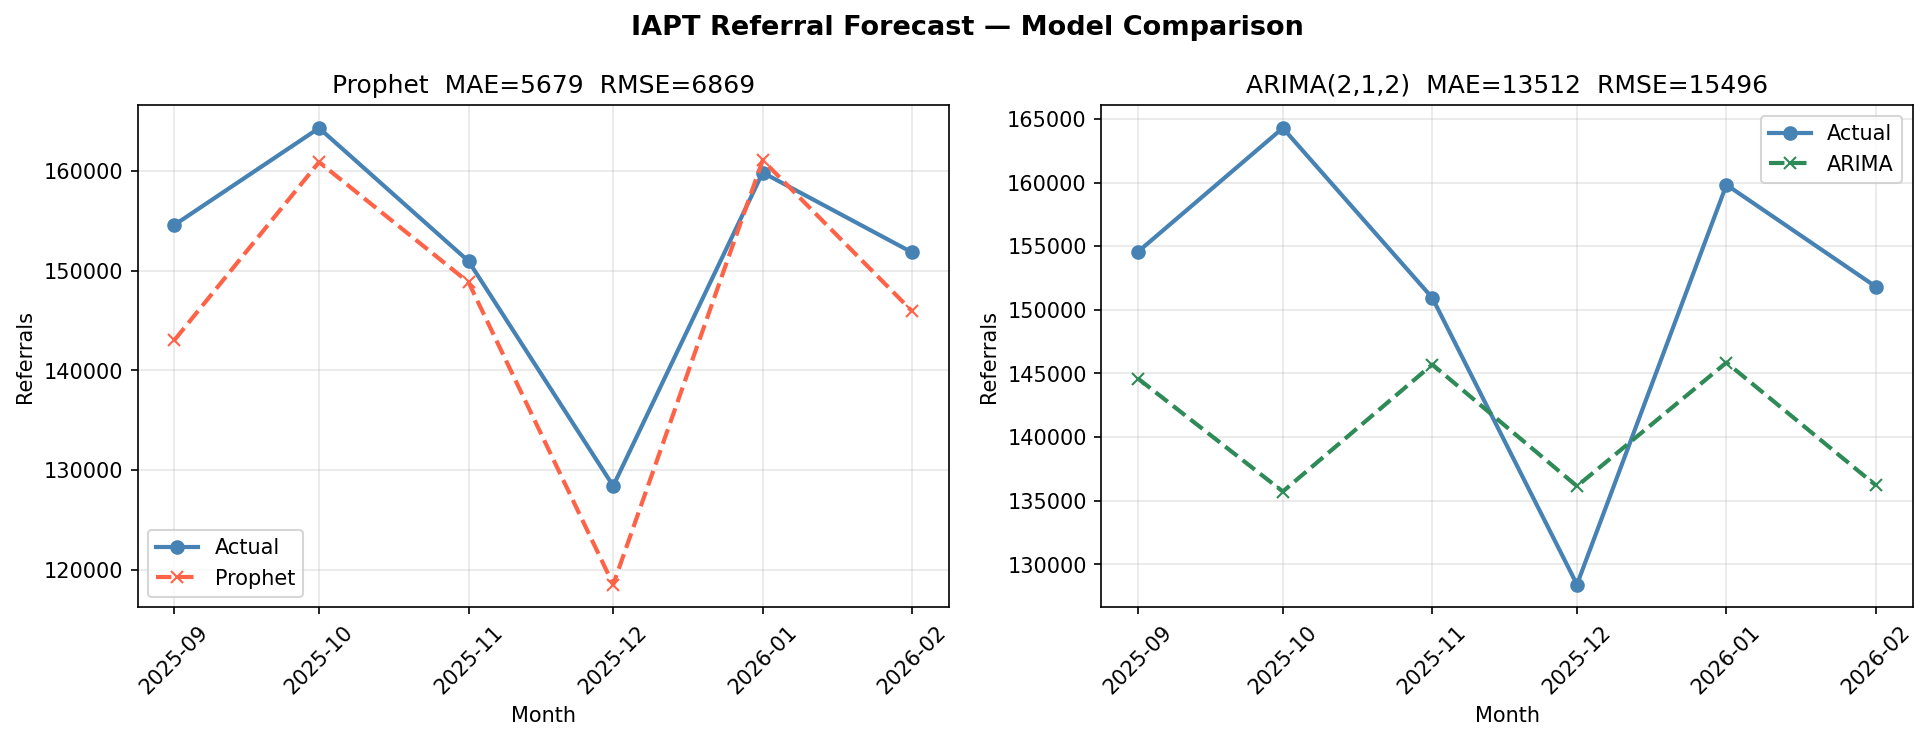 IAPT Referral Forecast — Model Comparison
Prophet  MAE=5679  RMSE=6869
Referrals
160000
150000
140000
130000
120000
Actual
Prophet
2025-09
2025-10
2025-11
2025-12
2026-01
2026-02
Month
ARIMA(2,1,2)  MAE=13512  RMSE=15496
Referrals
165000
160000
155000
150000
145000
140000
135000
130000
Actual
ARIMA
2025-09
2025-10
2025-11
2025-12
2026-01
2026-02
Month